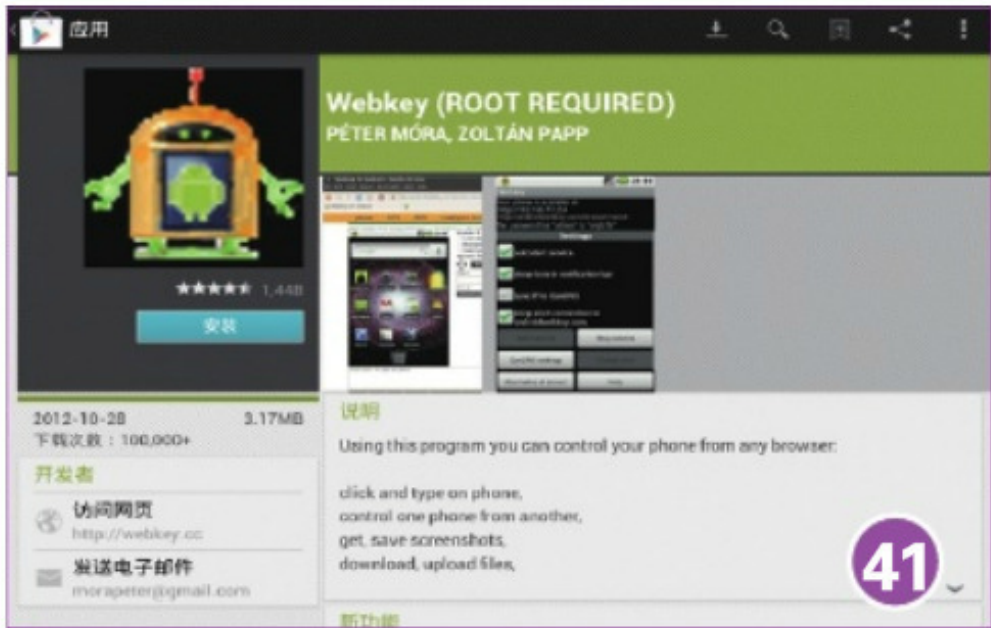 应用
Webkey (ROOT REQUIRED)
PÉTER MÓRA, ZOLTÁN PAPP
1,448
安装
2012-10-28 3.17MB
下载次数：100,000+
开发者
访问网页
http://webkey.cc
发送电子邮件
morapeter@gmail.com
说明
Using this program you can control your phone from any browser:
click and type on phone,
control one phone from another,
get, save screenshots,
download, upload files,
41
新功能